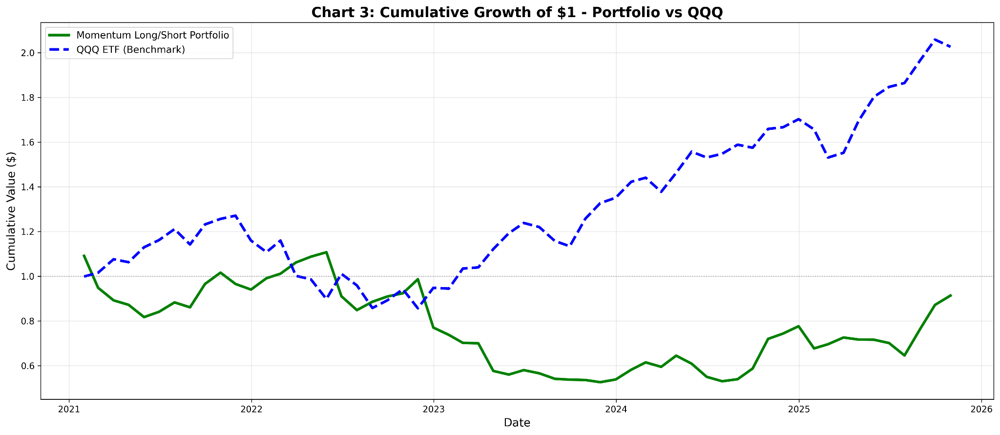 Chart 3: Cumulative Growth of $1 - Portfolio vs QQQ
Momentum Long/Short Portfolio
QQQ ETF (Benchmark)
Cumulative Value ($)
2.0
1.8
1.6
1.4
1.2
1.0
0.8
0.6
2021
2022
2023
2024
2025
2026
Date